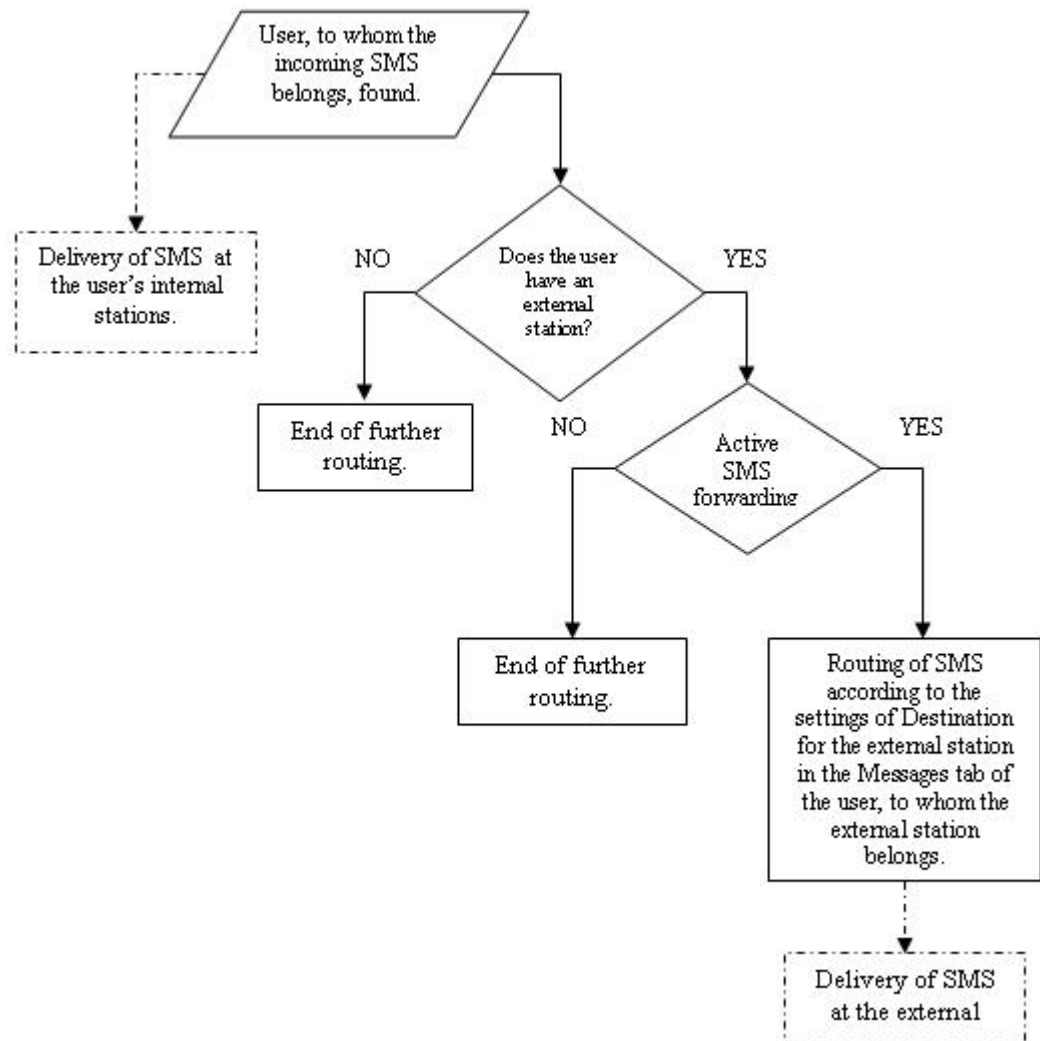 User, to whom the
incoming SMS
belongs, found.
Delivery of SMS at
the user's internal
stations.
NO
Does the user
have an
external
station?
YES
End of further
routing.
NO
Active
SMS
forwarding
YES
End of further
routing.
Routing of SMS
according to the
settings of Destination
for the external station
in the Messages tab of
the user, to whom the
external station
belongs.
Delivery of SMS
at the external